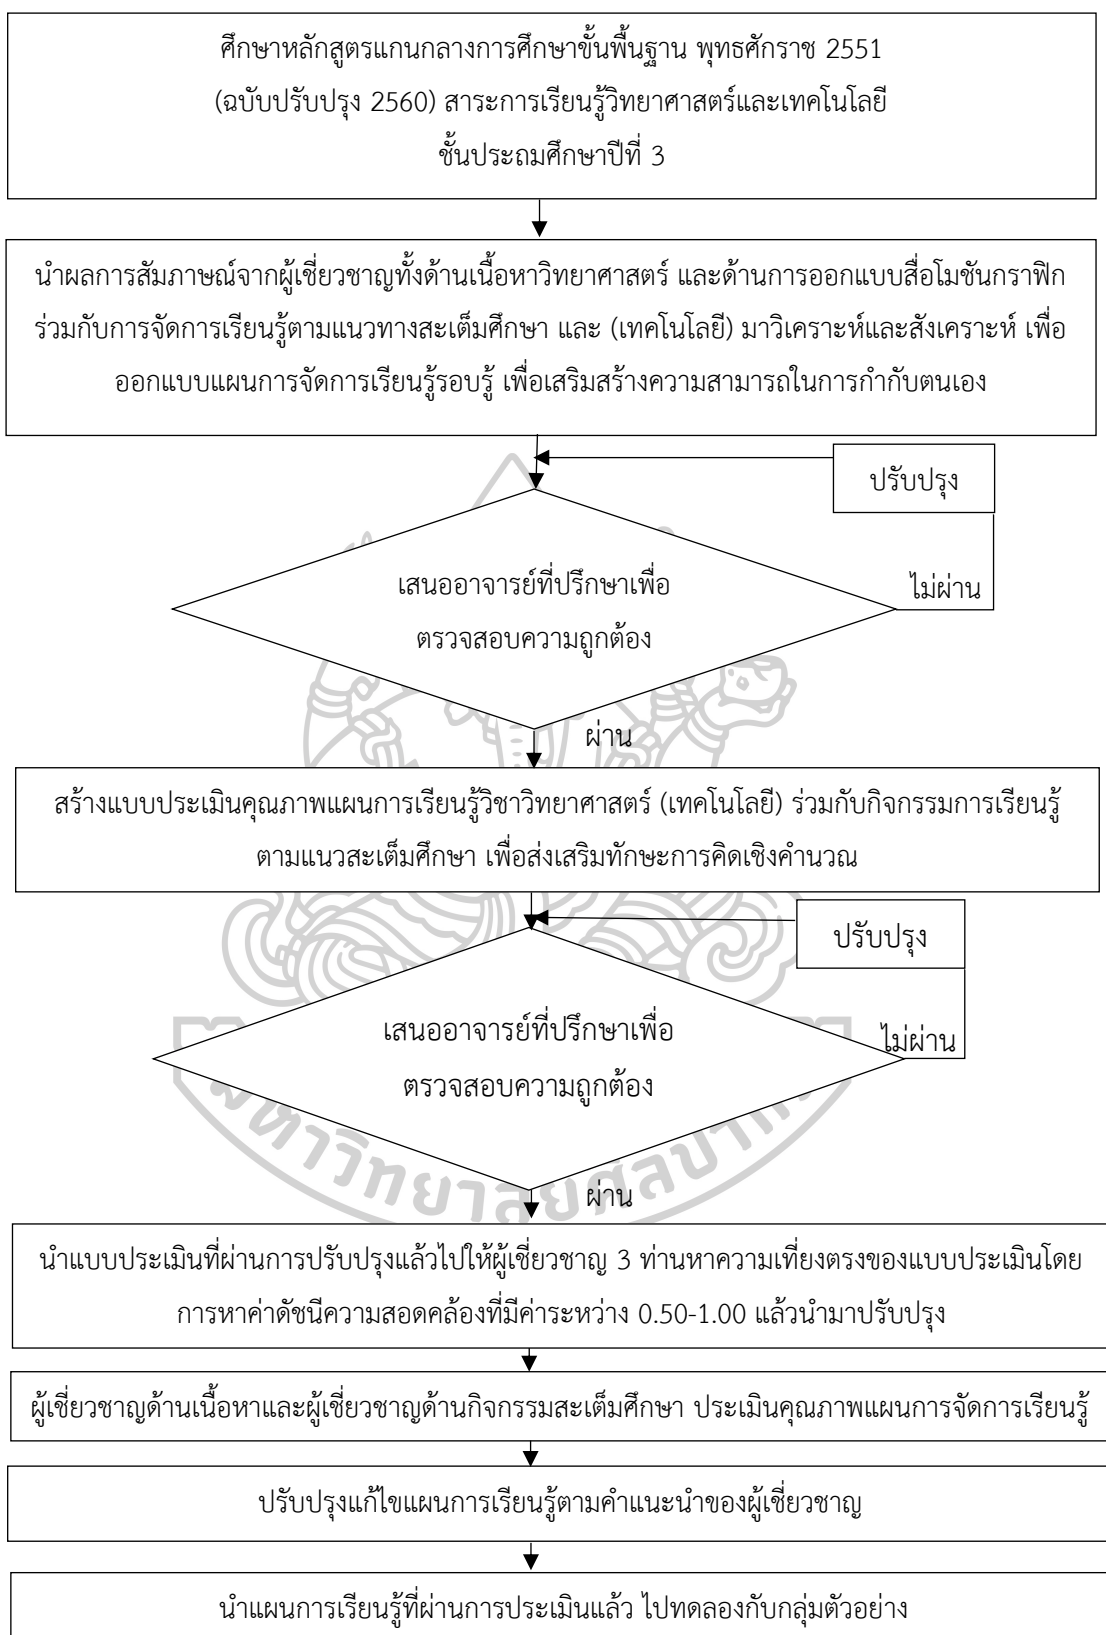 ศึกษาหลักสูตรแกนกลางการศึกษาขั้นพื้นฐาน พุทธศักราช 2551
(ฉบับปรับปรุง 2560) สาระการเรียนรู้วิทยาศาสตร์และเทคโนโลยี
ชั้นประถมศึกษาปีที่ 3
นำผลการสัมภาษณ์จากผู้เชี่ยวชาญทั้งด้านเนื้อหาวิทยาศาสตร์ และด้านการออกแบบสื่อโมชันกราฟิก
ร่วมกับการจัดการเรียนรู้ตามแนวทางสะเต็มศึกษา และ (เทคโนโลยี) มาวิเคราะห์และสังเคราะห์ เพื่อ
ออกแบบแผนการจัดการเรียนรู้รอบรู้ เพื่อเสริมสร้างความสามารถในการกำกับตนเอง
ปรับปรุง
เสนออาจารย์ที่ปรึกษาเพื่อ
ตรวจสอบความถูกต้อง
ไม่ผ่าน
ผ่าน
สร้างแบบประเมินคุณภาพแผนการเรียนรู้วิชาวิทยาศาสตร์ (เทคโนโลยี) ร่วมกับกิจกรรมการเรียนรู้
ตามแนวสะเต็มศึกษา เพื่อส่งเสริมทักษะการคิดเชิงคำนวณ
ปรับปรุง
เสนออาจารย์ที่ปรึกษาเพื่อ
ตรวจสอบความถูกต้อง
ไม่ผ่าน
มหาวิทยาลัยศิลปากร
ผ่าน
นำแบบประเมินที่ผ่านการปรับปรุงแล้วไปให้ผู้เชี่ยวชาญ 3 ท่านหาความเที่ยงตรงของแบบประเมินโดย
การหาค่าดัชนีความสอดคล้องที่มีค่าระหว่าง 0.50-1.00 แล้วนำมาปรับปรุง
ผู้เชี่ยวชาญด้านเนื้อหาและผู้เชี่ยวชาญด้านกิจกรรมสะเต็มศึกษา ประเมินคุณภาพแผนการจัดการเรียนรู้
ปรับปรุงแก้ไขแผนการเรียนรู้ตามคำแนะนำของผู้เชี่ยวชาญ
นำแผนการเรียนรู้ที่ผ่านการประเมินแล้ว ไปทดลองกับกลุ่มตัวอย่าง